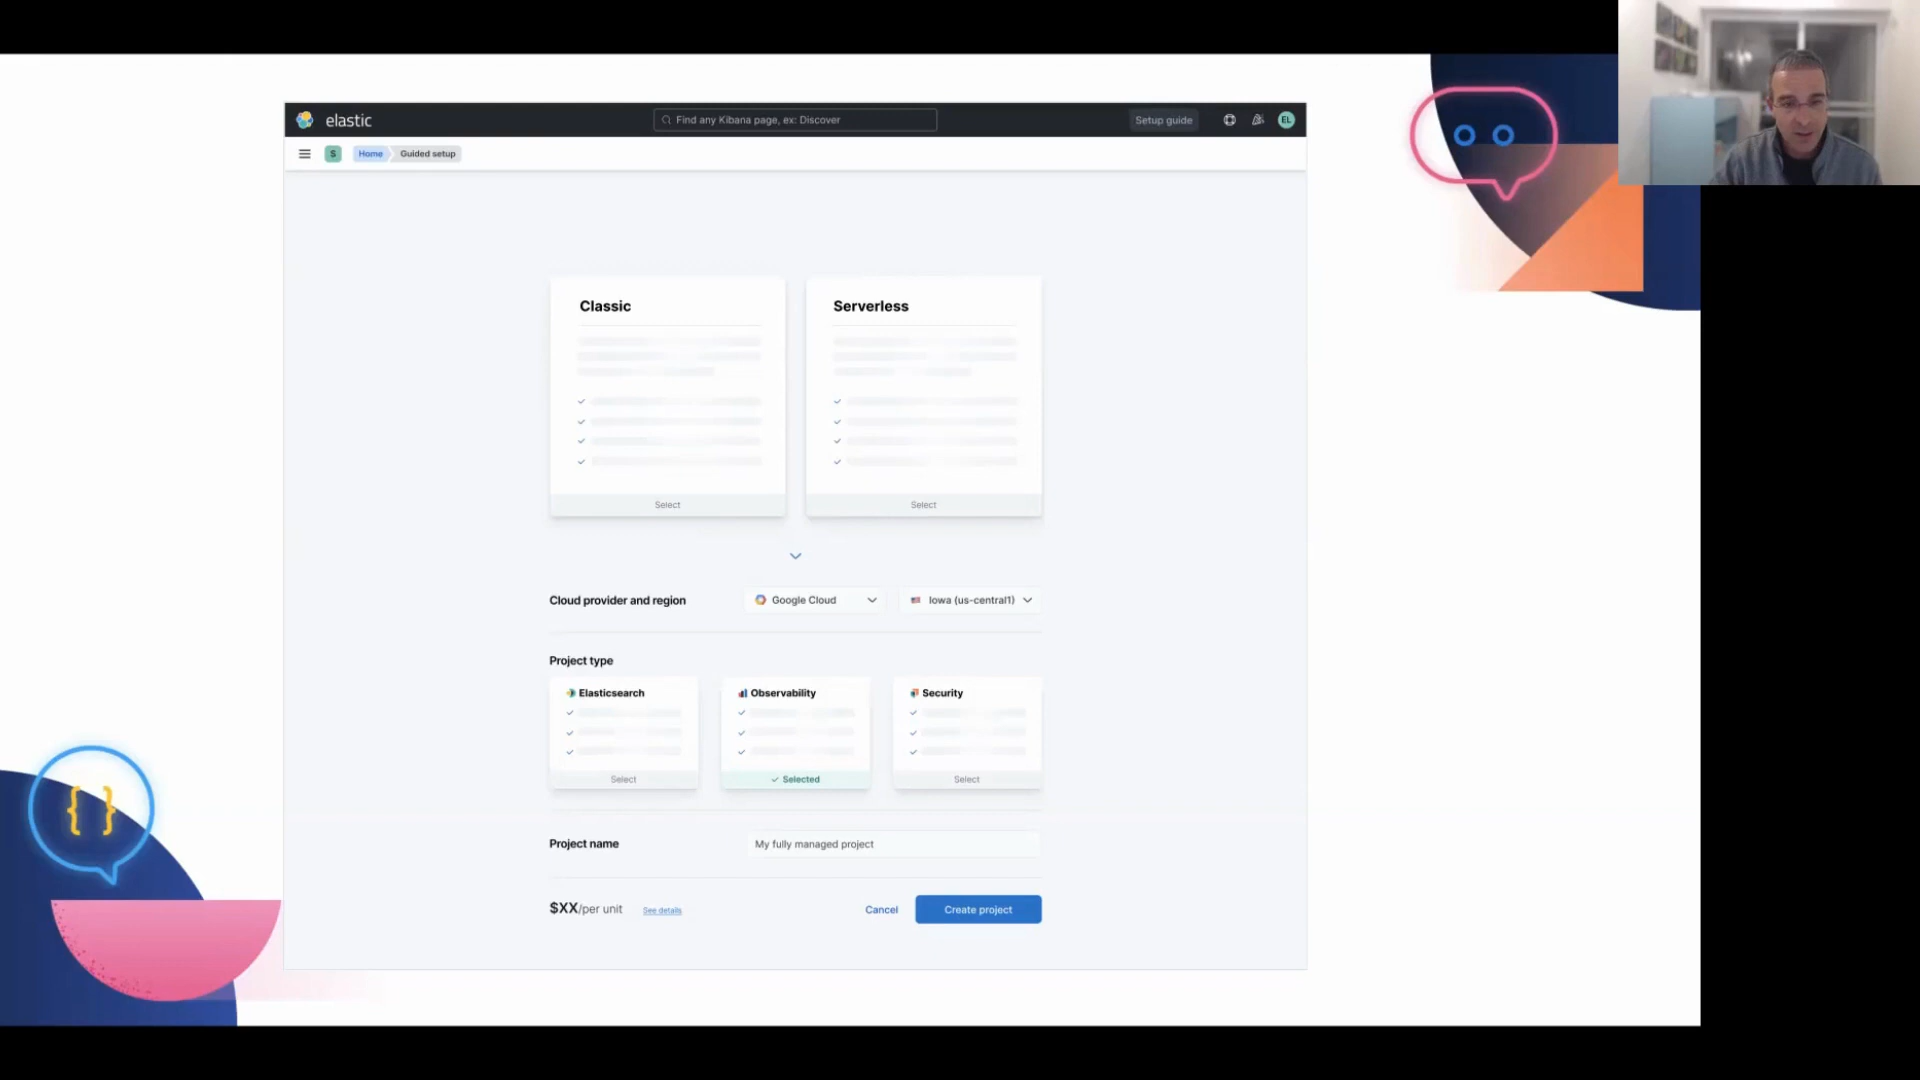 elastic
Find any Kibana page, ex: Discover
Setup guide
EL
S
Home
Guided setup
Classic
Serverless
Select
Select
Cloud provider and region
Google Cloud
Iowa (us-central1)
Project type
Elasticsearch
Observability
Security
Select
Selected
Select
Project name
My fully managed project
$XX/per unit
See details
Cancel
Create project
{ }